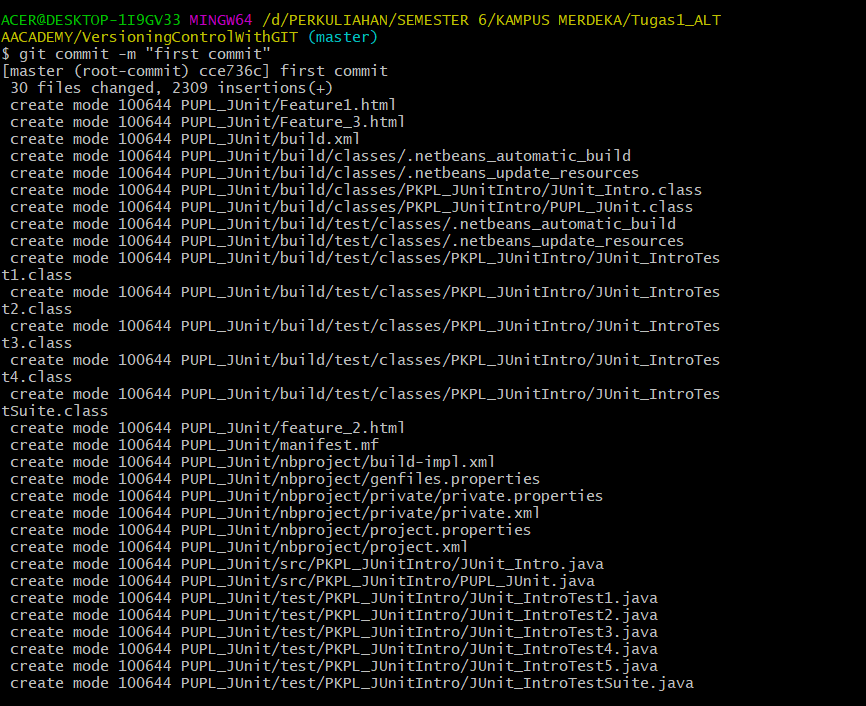 ACER@DESKTOP-1I9GV33 MINGW64 /d/PERKULIAHAN/SEMESTER 6/KAMPUS MERDEKA/Tugas1_ALT
AACADEMY/VersioningControlWithGIT (master)
$ git commit -m "first commit"
[master (root-commit) cce736c] first commit
 30 files changed, 2309 insertions(+)
 create mode 100644 PUPL_JUnit/Feature1.html
 create mode 100644 PUPL_JUnit/Feature_3.html
 create mode 100644 PUPL_JUnit/build.xml
 create mode 100644 PUPL_JUnit/build/classes/.netbeans_automatic_build
 create mode 100644 PUPL_JUnit/build/classes/.netbeans_update_resources
 create mode 100644 PUPL_JUnit/build/classes/PKPL_JUnitIntro/JUnit_Intro.class
 create mode 100644 PUPL_JUnit/build/classes/PKPL_JUnitIntro/PUPL_JUnit.class
 create mode 100644 PUPL_JUnit/build/test/classes/.netbeans_automatic_build
 create mode 100644 PUPL_JUnit/build/test/classes/.netbeans_update_resources
 create mode 100644 PUPL_JUnit/build/test/classes/PKPL_JUnitIntro/JUnit_IntroTes
t1.class
 create mode 100644 PUPL_JUnit/build/test/classes/PKPL_JUnitIntro/JUnit_IntroTes
t2.class
 create mode 100644 PUPL_JUnit/build/test/classes/PKPL_JUnitIntro/JUnit_IntroTes
t3.class
 create mode 100644 PUPL_JUnit/build/test/classes/PKPL_JUnitIntro/JUnit_IntroTes
t4.class
 create mode 100644 PUPL_JUnit/build/test/classes/PKPL_JUnitIntro/JUnit_IntroTes
tSuite.class
 create mode 100644 PUPL_JUnit/feature_2.html
 create mode 100644 PUPL_JUnit/manifest.mf
 create mode 100644 PUPL_JUnit/nbproject/build-impl.xml
 create mode 100644 PUPL_JUnit/nbproject/genfiles.properties
 create mode 100644 PUPL_JUnit/nbproject/private/private.properties
 create mode 100644 PUPL_JUnit/nbproject/private/private.xml
 create mode 100644 PUPL_JUnit/nbproject/project.properties
 create mode 100644 PUPL_JUnit/nbproject/project.xml
 create mode 100644 PUPL_JUnit/src/PKPL_JUnitIntro/JUnit_Intro.java
 create mode 100644 PUPL_JUnit/src/PKPL_JUnitIntro/PUPL_JUnit.java
 create mode 100644 PUPL_JUnit/test/PKPL_JUnitIntro/JUnit_IntroTest1.java
 create mode 100644 PUPL_JUnit/test/PKPL_JUnitIntro/JUnit_IntroTest2.java
 create mode 100644 PUPL_JUnit/test/PKPL_JUnitIntro/JUnit_IntroTest3.java
 create mode 100644 PUPL_JUnit/test/PKPL_JUnitIntro/JUnit_IntroTest4.java
 create mode 100644 PUPL_JUnit/test/PKPL_JUnitIntro/JUnit_IntroTest5.java
 create mode 100644 PUPL_JUnit/test/PKPL_JUnitIntro/JUnit_IntroTestSuite.java